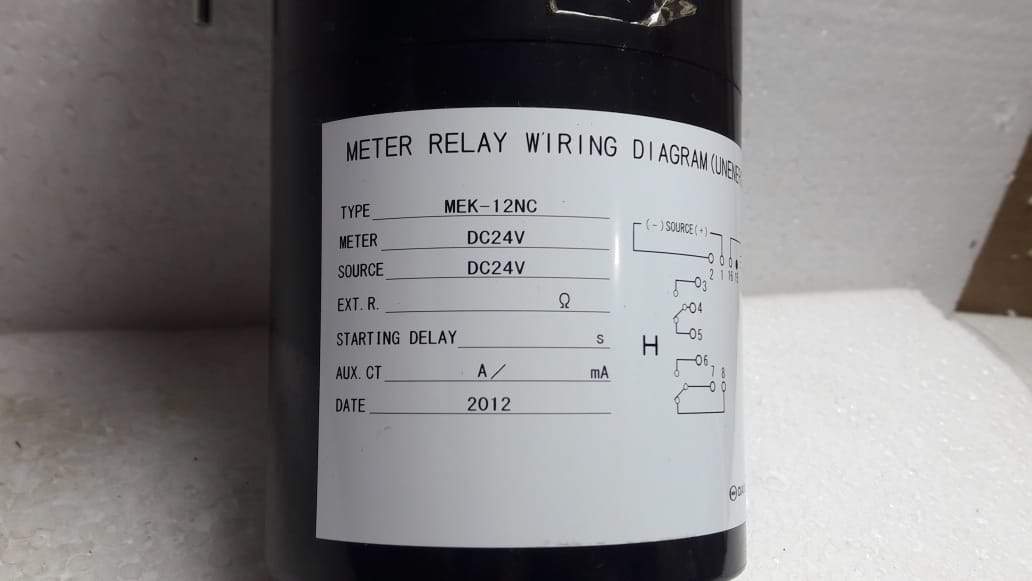 METER RELAY WIRING DIAGRAM
TYPE MEK-12NC
METER DC24V
SOURCE DC24V
EXT. R. Ω
STARTING DELAY s
AUX. CT A/ mA
DATE 2012
(-) SOURCE (+)
2 1 16
3
4
H
5
6
7 8